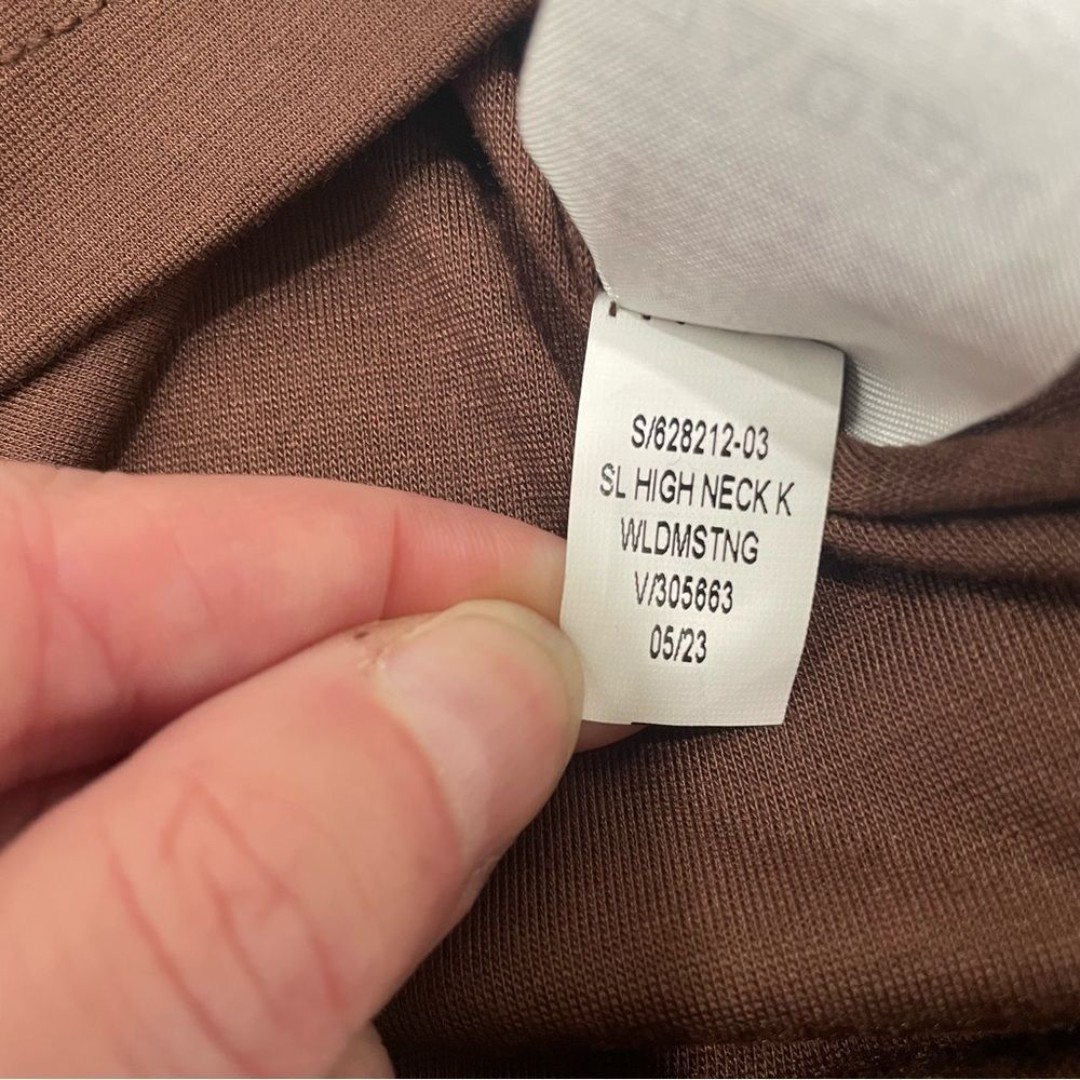 S/628212-03
SL HIGH NECK K
WLDMSTNG
V/305663
05/23